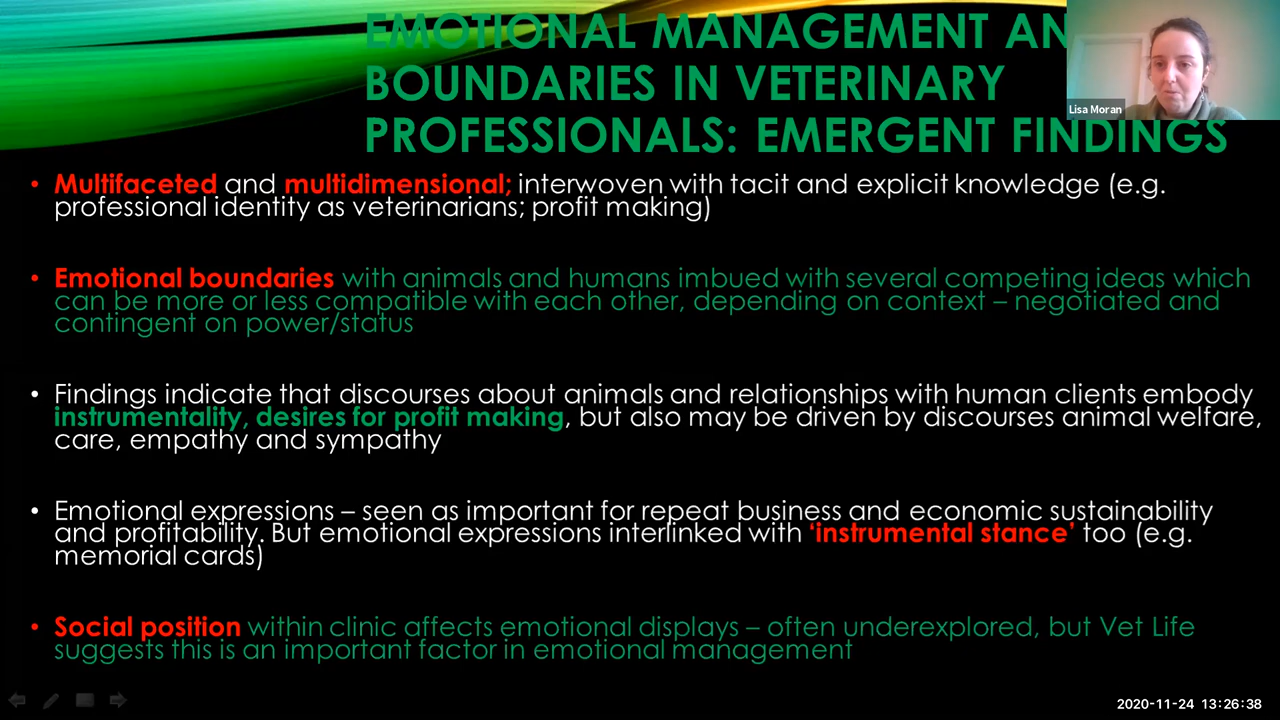 EMOTIONAL MANAGEMENT AN
BOUNDARIES IN VETERINARY
PROFESSIONALS: EMERGENT FINDINGS
Lisa Moran
• Multifaceted and multidimensional; interwoven with tacit and explicit knowledge (e.g.
professional identity as veterinarians; profit making)
• Emotional boundaries with animals and humans imbued with several competing ideas which
can be more or less compatible with each other, depending on context – negotiated and
contingent on power/status
• Findings indicate that discourses about animals and relationships with human clients embody
instrumentality, desires for profit making, but also may be driven by discourses animal welfare,
care, empathy and sympathy
• Emotional expressions – seen as important for repeat business and economic sustainability
and profitability. But emotional expressions interlinked with ‘instrumental stance’ too (e.g.
memorial cards)
• Social position within clinic affects emotional displays – often underexplored, but Vet Life
suggests this is an important factor in emotional management
2020-11-24 13:26:38